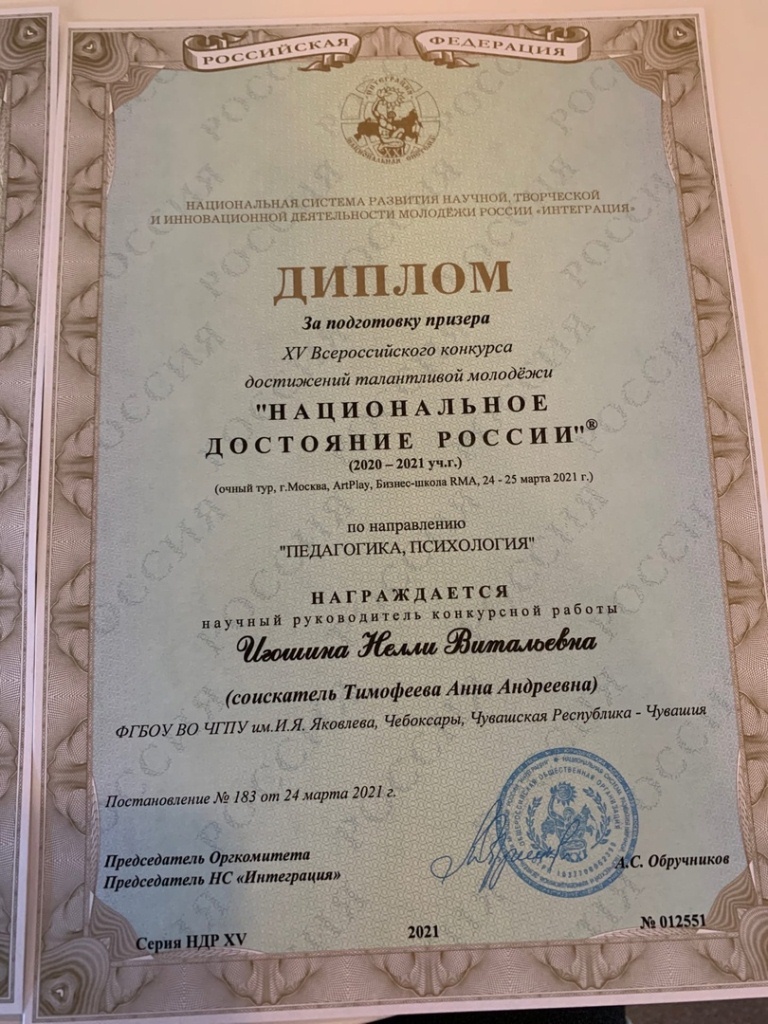 РОССИЙСКАЯ ФЕДЕРАЦИЯ
ИНТЕГРАЦИЯ
XXI
НАЦИОНАЛЬНАЯ СИСТЕМА РАЗВИТИЯ НАУЧНОЙ, ТВОРЧЕСКОЙ
И ИННОВАЦИОННОЙ ДЕЯТЕЛЬНОСТИ МОЛОДЁЖИ РОССИИ «ИНТЕГРАЦИЯ»
ДИПЛОМ
За подготовку призера
XV Всероссийского конкурса
достижений талантливой молодёжи
"НАЦИОНАЛЬНОЕ
ДОСТОЯНИЕ РОССИИ"®
(2020 – 2021 уч.г.)
(очный тур, г.Москва, ArtPlay, Бизнес-школа RMA, 24 - 25 марта 2021 г.)
по направлению
"ПЕДАГОГИКА, ПСИХОЛОГИЯ"
НАГРАЖДАЕТСЯ
научный руководитель конкурсной работы
Игошина Нелли Витальевна
(соискатель Тимофеева Анна Андреевна)
ФГБОУ ВО ЧГПУ им.И.Я. Яковлева, Чебоксары, Чувашская Республика - Чувашия
Постановление № 183 от 24 марта 2021 г.
Председатель Оргкомитета
Председатель НС «Интеграция»
А.С. Обручников
Серия НДР XV
2021
№ 012551